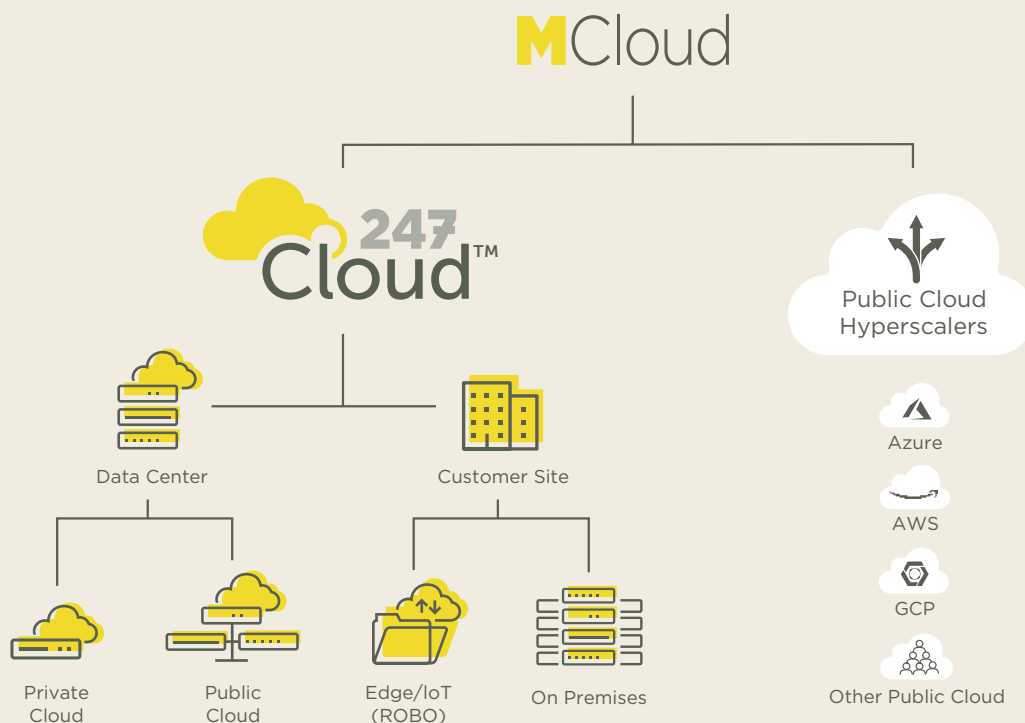 MCloud
247
Cloud™
Public Cloud
Hyperscalers
Data Center
Customer Site
Azure
AWS
GCP
Other Public Cloud
Private
Cloud
Public
Cloud
Edge/IoT
(ROBO)
On Premises